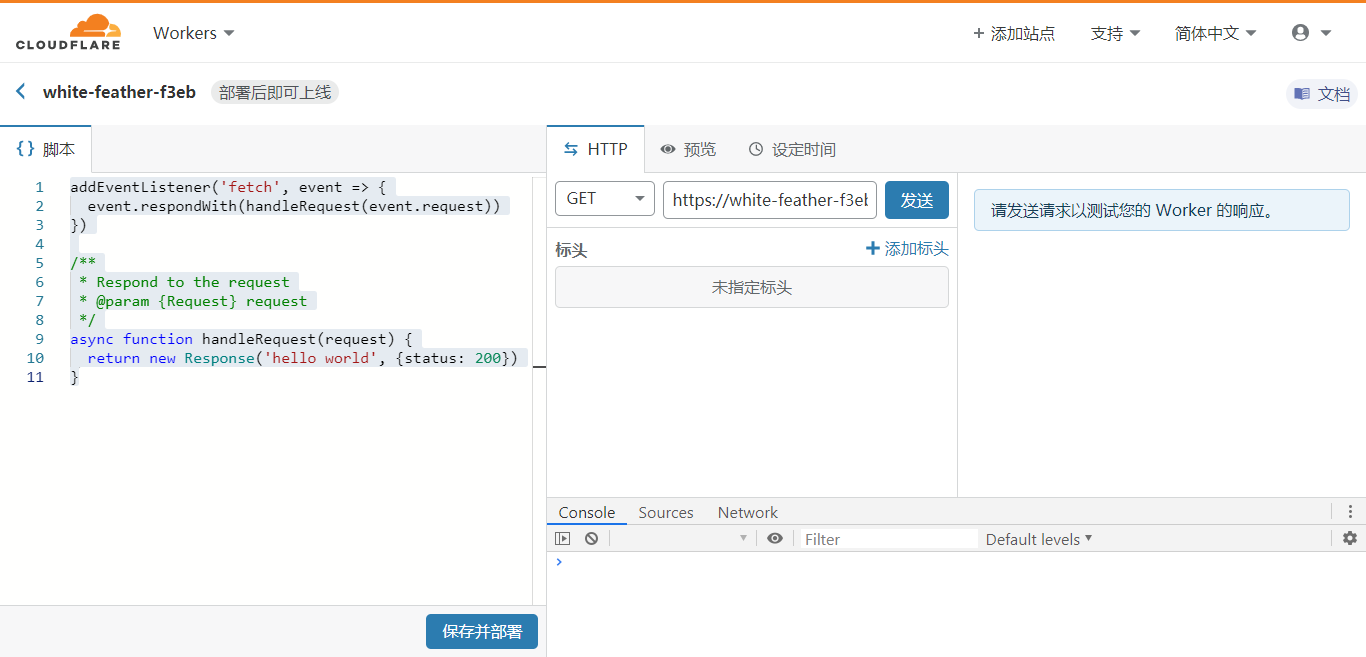 CLOUDFLARE
Workers
+ 添加站点
支持
简体中文
white-feather-f3eb
部署后即可上线
文档
{} 脚本
HTTP
预览
设定时间
1 addEventListener('fetch', event => {
2   event.respondWith(handleRequest(event.request))
3 })
4
5 /**
6  * Respond to the request
7  * @param {Request} request
8  */
9 async function handleRequest(request) {
10   return new Response('hello world', {status: 200})
11 }
保存并部署
GET
https://white-feather-f3eb
发送
标头
+ 添加标头
未指定标头
请发送请求以测试您的 Worker 的响应。
Console
Sources
Network
Filter
Default levels